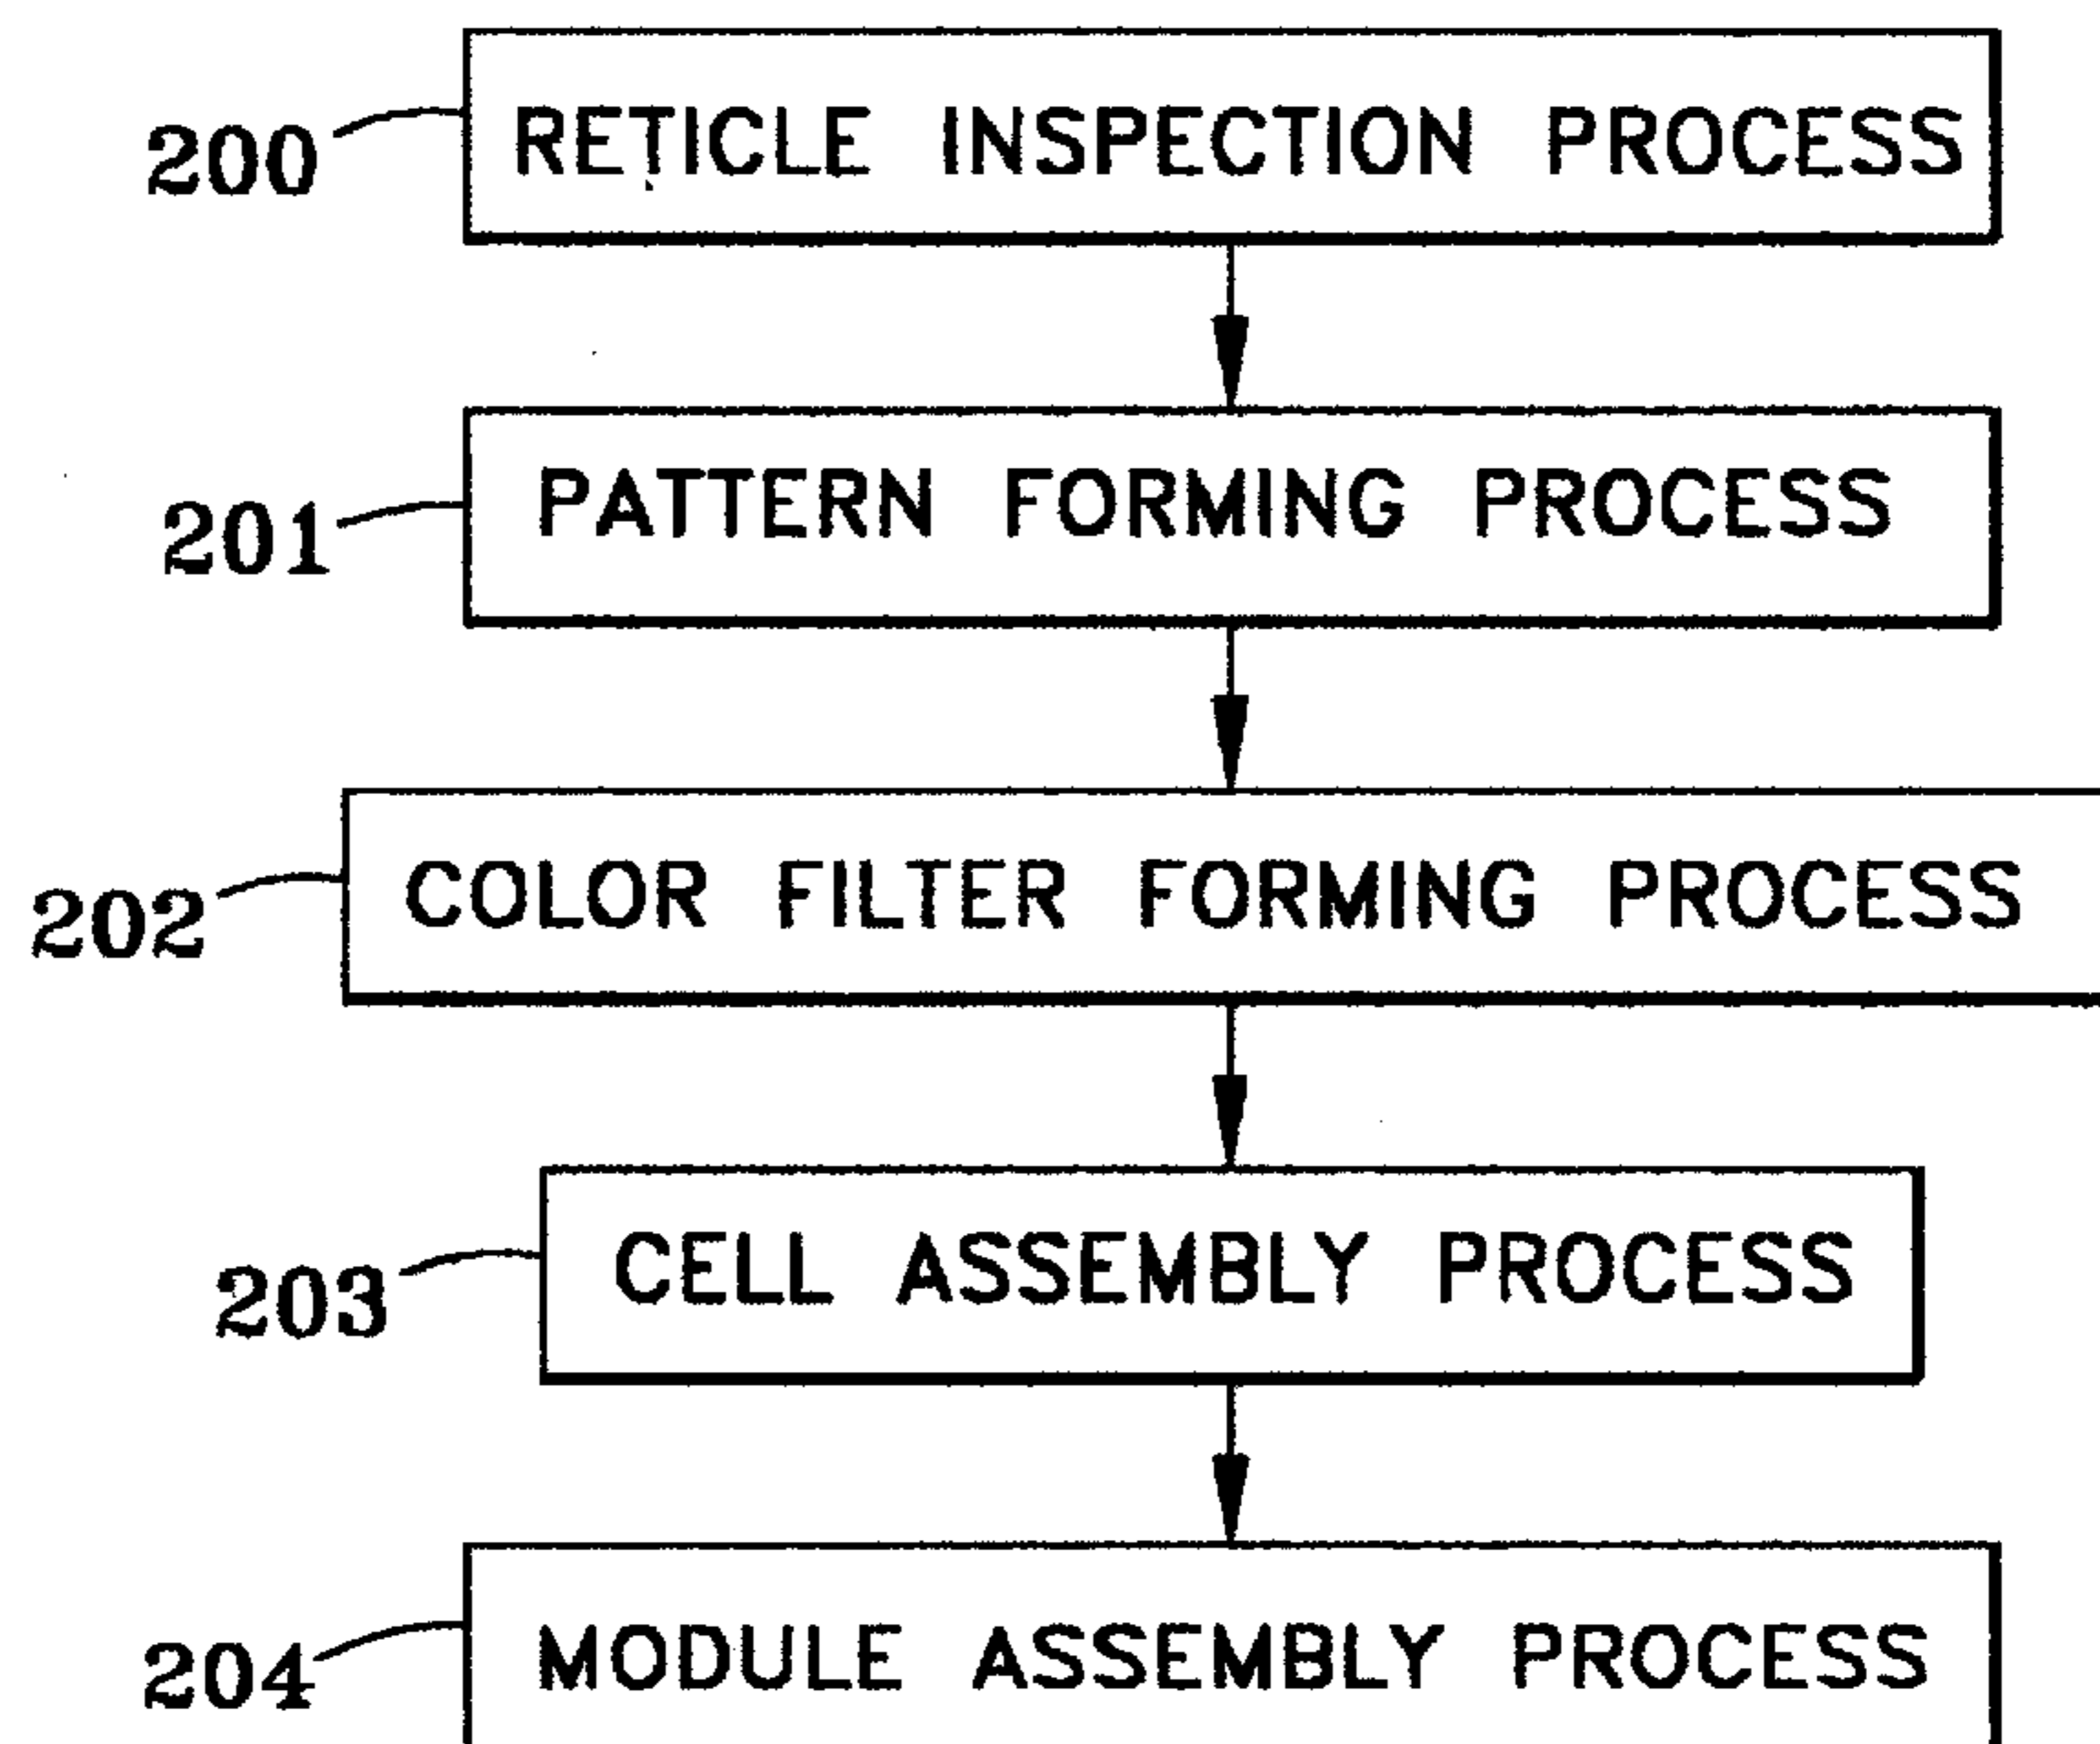 200 RETICLE INSPECTION PROCESS
201 PATTERN FORMING PROCESS
202 COLOR FILTER FORMING PROCESS
203 CELL ASSEMBLY PROCESS
204 MODULE ASSEMBLY PROCESS